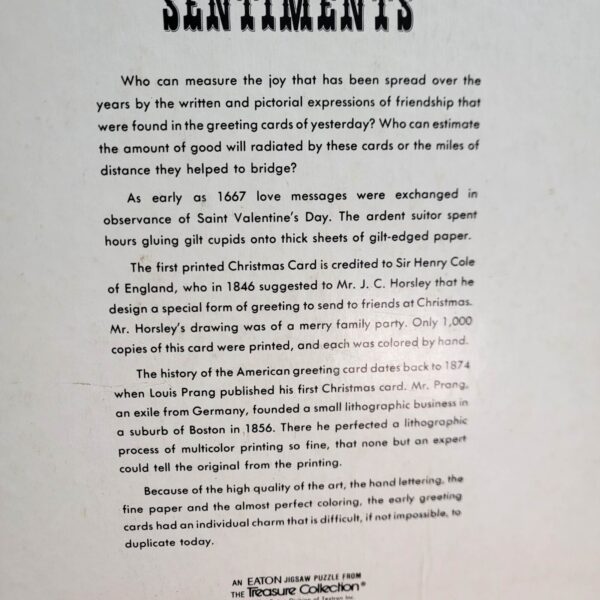 SENTIMENTS
Who can measure the joy that has been spread over the
years by the written and pictorial expressions of friendship that
were found in the greeting cards of yesterday? Who can estimate
the amount of good will radiated by these cards or the miles of
distance they helped to bridge?
As early as 1667 love messages were exchanged in
observance of Saint Valentine's Day. The ardent suitor spent
hours gluing gilt cupids onto thick sheets of gilt-edged paper.
The first printed Christmas Card is credited to Sir Henry Cole
of England, who in 1846 suggested to Mr. J. C. Horsley that he
design a special form of greeting to send to friends at Christmas.
Mr. Horsley's drawing was of a merry family party. Only 1,000
copies of this card were printed, and each was colored by hand.
The history of the American greeting card dates back to 1874
when Louis Prang published his first Christmas card. Mr. Prang,
an exile from Germany, founded a small lithographic business in
a suburb of Boston in 1856. There he perfected a lithographic
process of multicolor printing so fine, that none but an expert
could tell the original from the printing.
Because of the high quality of the art, the hand lettering, the
fine paper and the almost perfect coloring, the early greeting
cards had an individual charm that is difficult, if not impossible, to
duplicate today.
AN EATON JIGSAW PUZZLE FROM
THE Treasure Collection®
Division of Textron Inc.